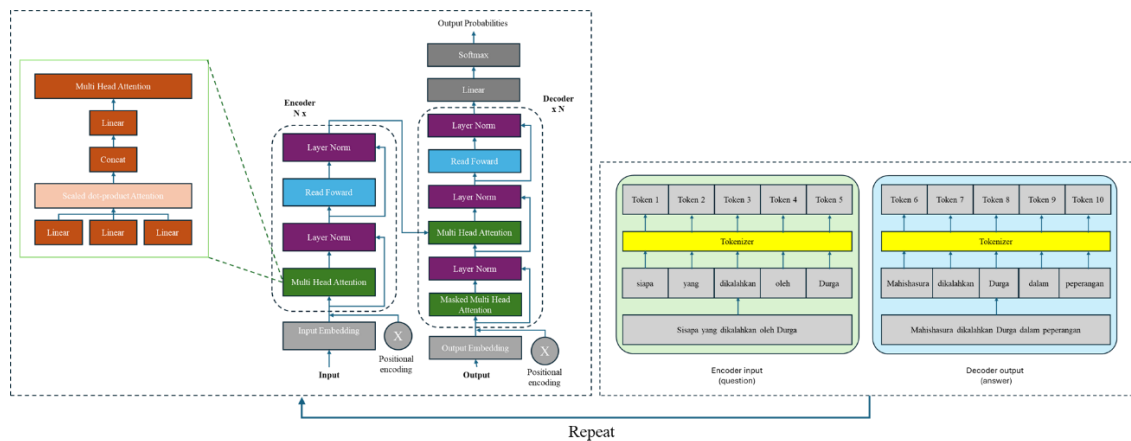 Output Probabilities
Softmax
Linear
Decoder
x N
Layer Norm
Read Foward
Layer Norm
Multi Head Attention
Layer Norm
Masked Multi Head
Attention
Output Embedding
X
Positional
encoding
Output
Encoder
N x
Layer Norm
Read Foward
Layer Norm
Multi Head Attention
Input Embedding
X
Positional
encoding
Input
Multi Head Attention
Linear
Concat
Scaled dot-product Attention
Linear Linear Linear
Token 1 Token 2 Token 3 Token 4 Token 5
Tokenizer
siapa yang dikalahkan oleh Durga
Sisapa yang dikalahkan oleh Durga
Encoder input
(question)
Token 6 Token 7 Token 8 Token 9 Token 10
Tokenizer
Mahishasura dikalahkan Durga dalam peperangan
Mahishasura dikalahkan Durga dalam peperangan
Decoder output
(answer)
Repeat